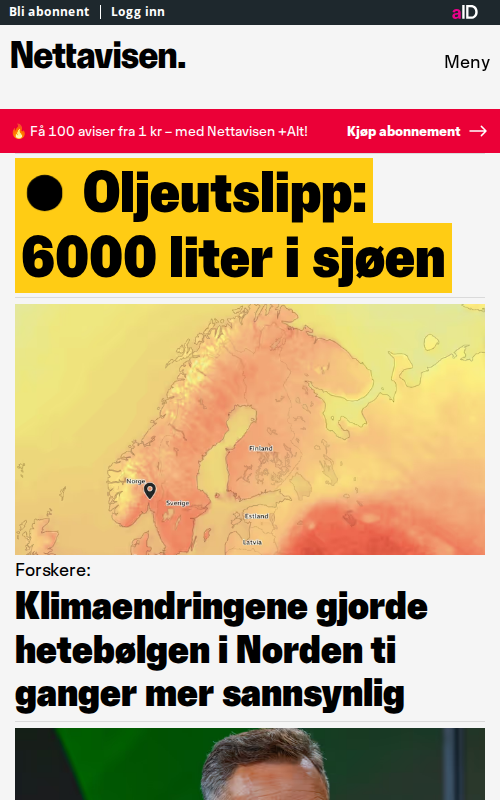 Bli abonnent | Logg inn
aID
Nettavisen.
Meny
🔥 Få 100 aviser fra 1 kr – med Nettavisen +Alt!
Kjøp abonnement →
● Oljeutslipp:
6000 liter i sjøen
Finland
Norge
Sverige
Estland
Latvia
Forskere:
Klimaendringene gjorde
hetebølgen i Norden ti
ganger mer sannsynlig